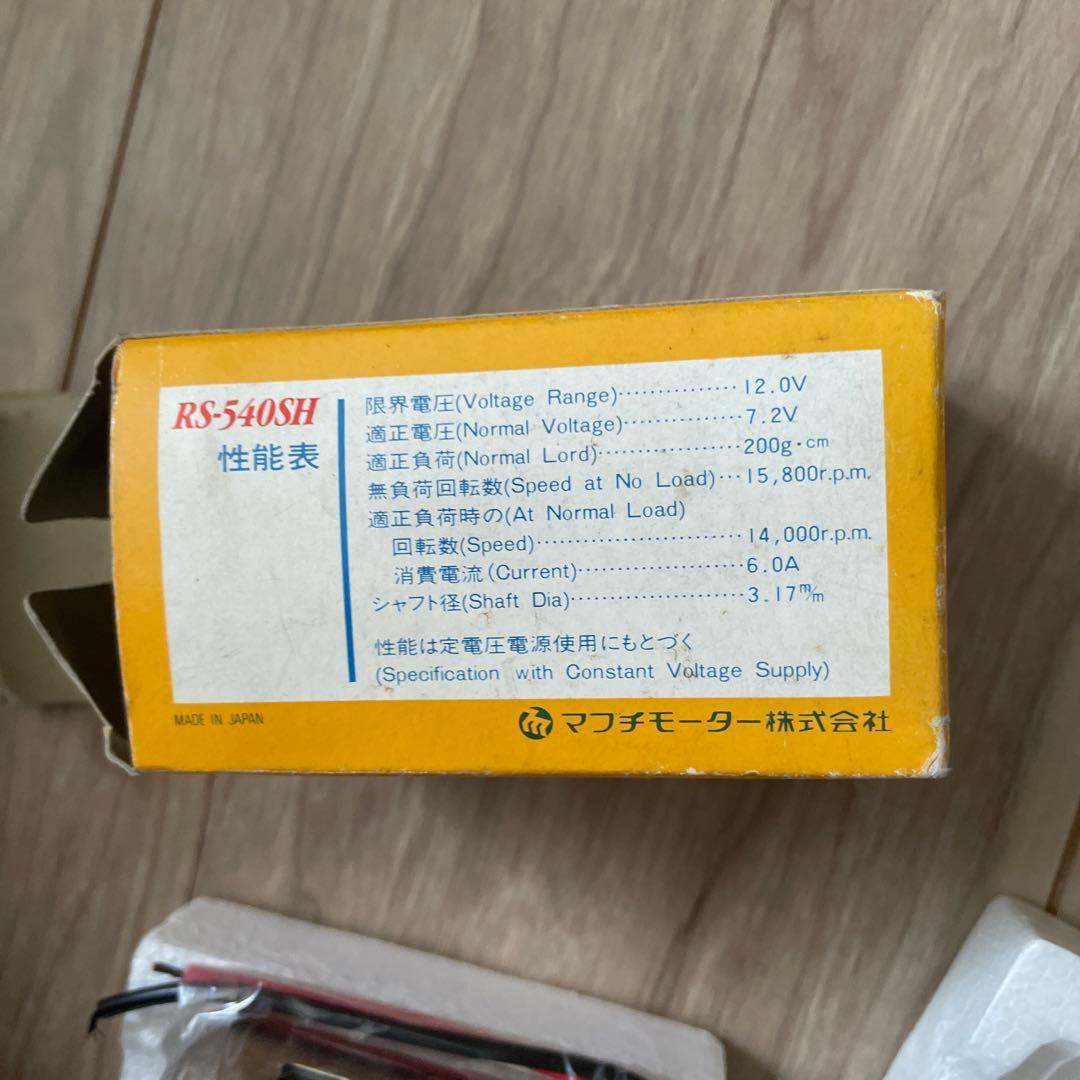 RS-540SH
性能表
限界電圧(Voltage Range)⋯⋯⋯⋯⋯12.0V
適正電圧(Normal Voltage)⋯⋯⋯⋯⋯7.2V
適正負荷(Normal Lord)⋯⋯⋯⋯⋯⋯200g·cm
無負荷回転数(Speed at No Load)⋯15,800r.p.m.
適正負荷時の(At Normal Load)
回転数(Speed)⋯⋯⋯⋯⋯⋯⋯⋯⋯14,000r.p.m.
消費電流(Current)⋯⋯⋯⋯⋯⋯⋯6.0A
シャフト径(Shaft Dia)⋯⋯⋯⋯⋯⋯⋯3.17m/m
性能は定電圧電源使用にもとづく
(Specification with Constant Voltage Supply)
MADE IN JAPAN
マブチモーター株式会社